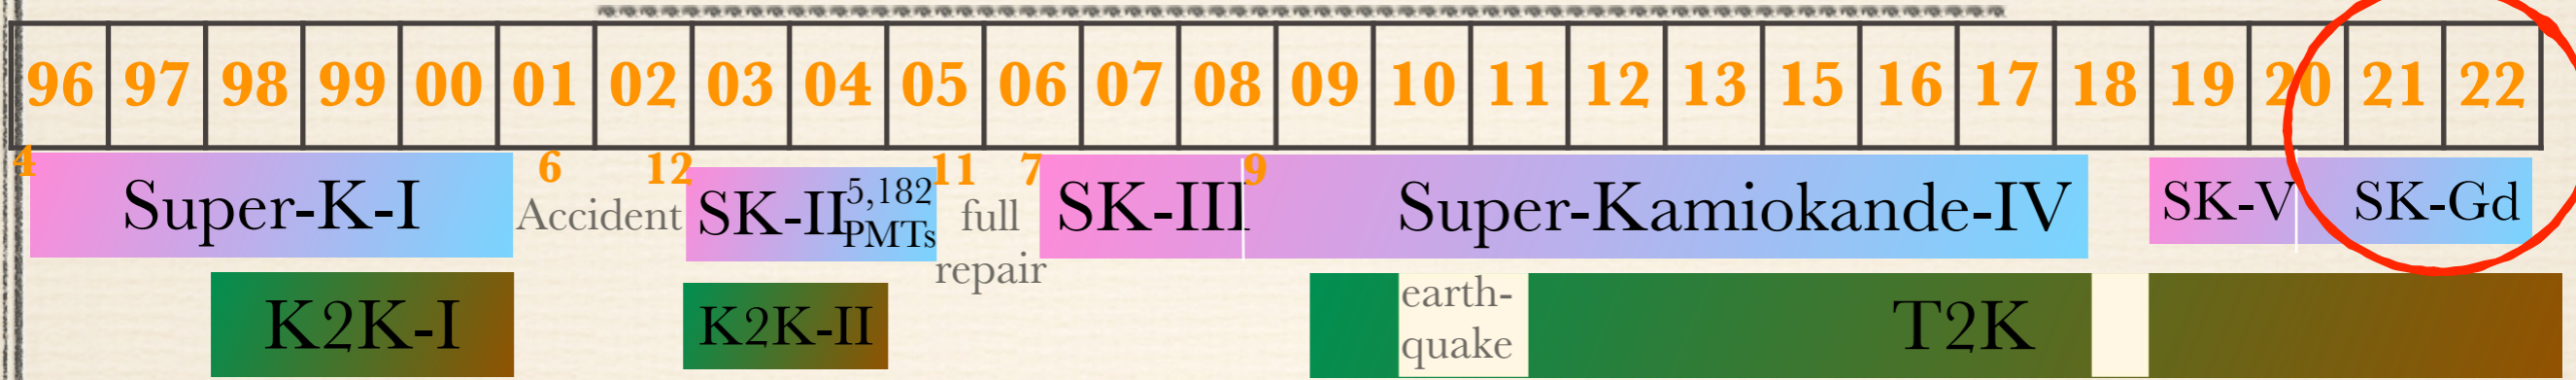 96 97 98 99 00 01 02 03 04 05 06 07 08 09 10 11 12 13 15 16 17 18 19 20 21 22
4 6 12 11 7 9
Super-K-I
Accident
SK-II
5,182
PMTs
full
repair
SK-III
Super-Kamiokande-IV
SK-V
SK-Gd
K2K-I
K2K-II
earth-
quake
T2K